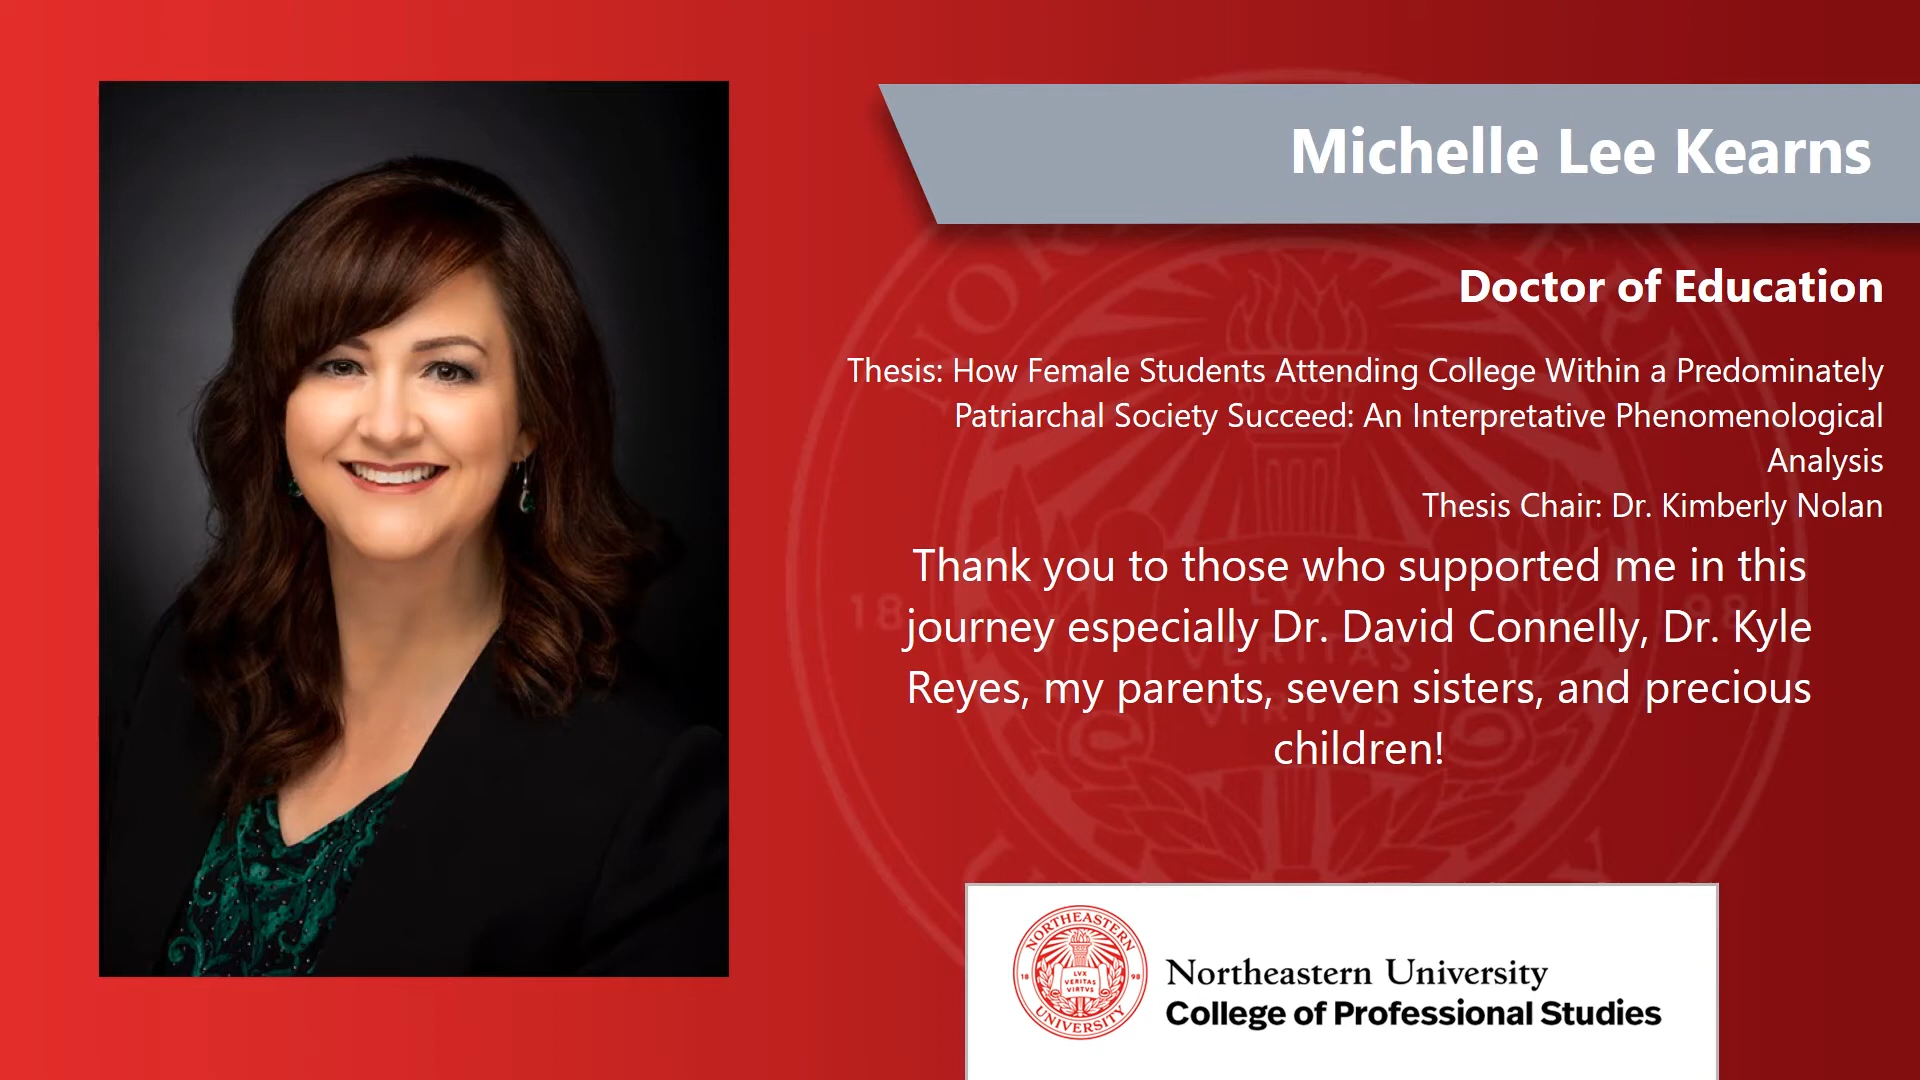 Michelle Lee Kearns
Doctor of Education
Thesis: How Female Students Attending College Within a Predominately
Patriarchal Society Succeed: An Interpretative Phenomenological
Analysis
Thesis Chair: Dr. Kimberly Nolan
Thank you to those who supported me in this
journey especially Dr. David Connelly, Dr. Kyle
Reyes, my parents, seven sisters, and precious
children!
NORTHEASTERN
18 98
LVX
VERITAS
VIRTVS
UNIVERSITY
Northeastern University
College of Professional Studies